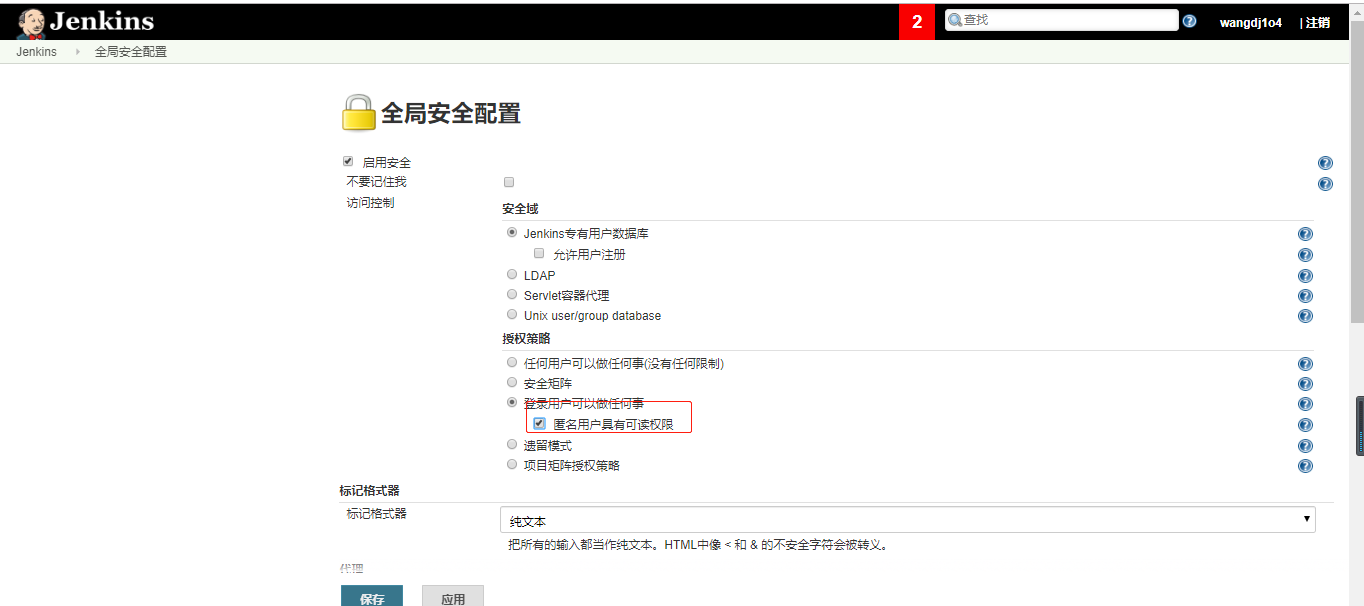 Jenkins
2
查找
wangdj1o4 | 注销
Jenkins 全局安全配置
全局安全配置
启用安全
不要记住我
访问控制
安全域
Jenkins专有用户数据库
允许用户注册
LDAP
Servlet容器代理
Unix user/group database
授权策略
任何用户可以做任何事(没有任何限制)
安全矩阵
登录用户可以做任何事
匿名用户具有可读权限
遗留模式
项目矩阵授权策略
标记格式器
标记格式器
纯文本
把所有的输入都当作纯文本。HTML中像 < 和 & 的不安全字符会被转义。
代理
保存 应用